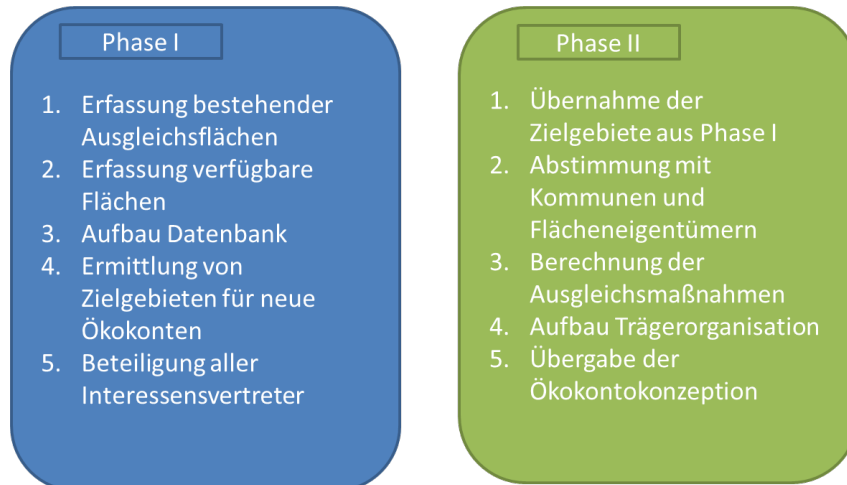 Phase I
1. Erfassung bestehender
Ausgleichsflächen
2. Erfassung verfügbare
Flächen
3. Aufbau Datenbank
4. Ermittlung von
Zielgebieten für neue
Ökokonten
5. Beteiligung aller
Interessensvertreter
Phase II
1. Übernahme der
Zielgebiete aus Phase I
2. Abstimmung mit
Kommunen und
Flächeneigentümern
3. Berechnung der
Ausgleichsmaßnahmen
4. Aufbau Trägerorganisation
5. Übergabe der
Ökokontokonzeption